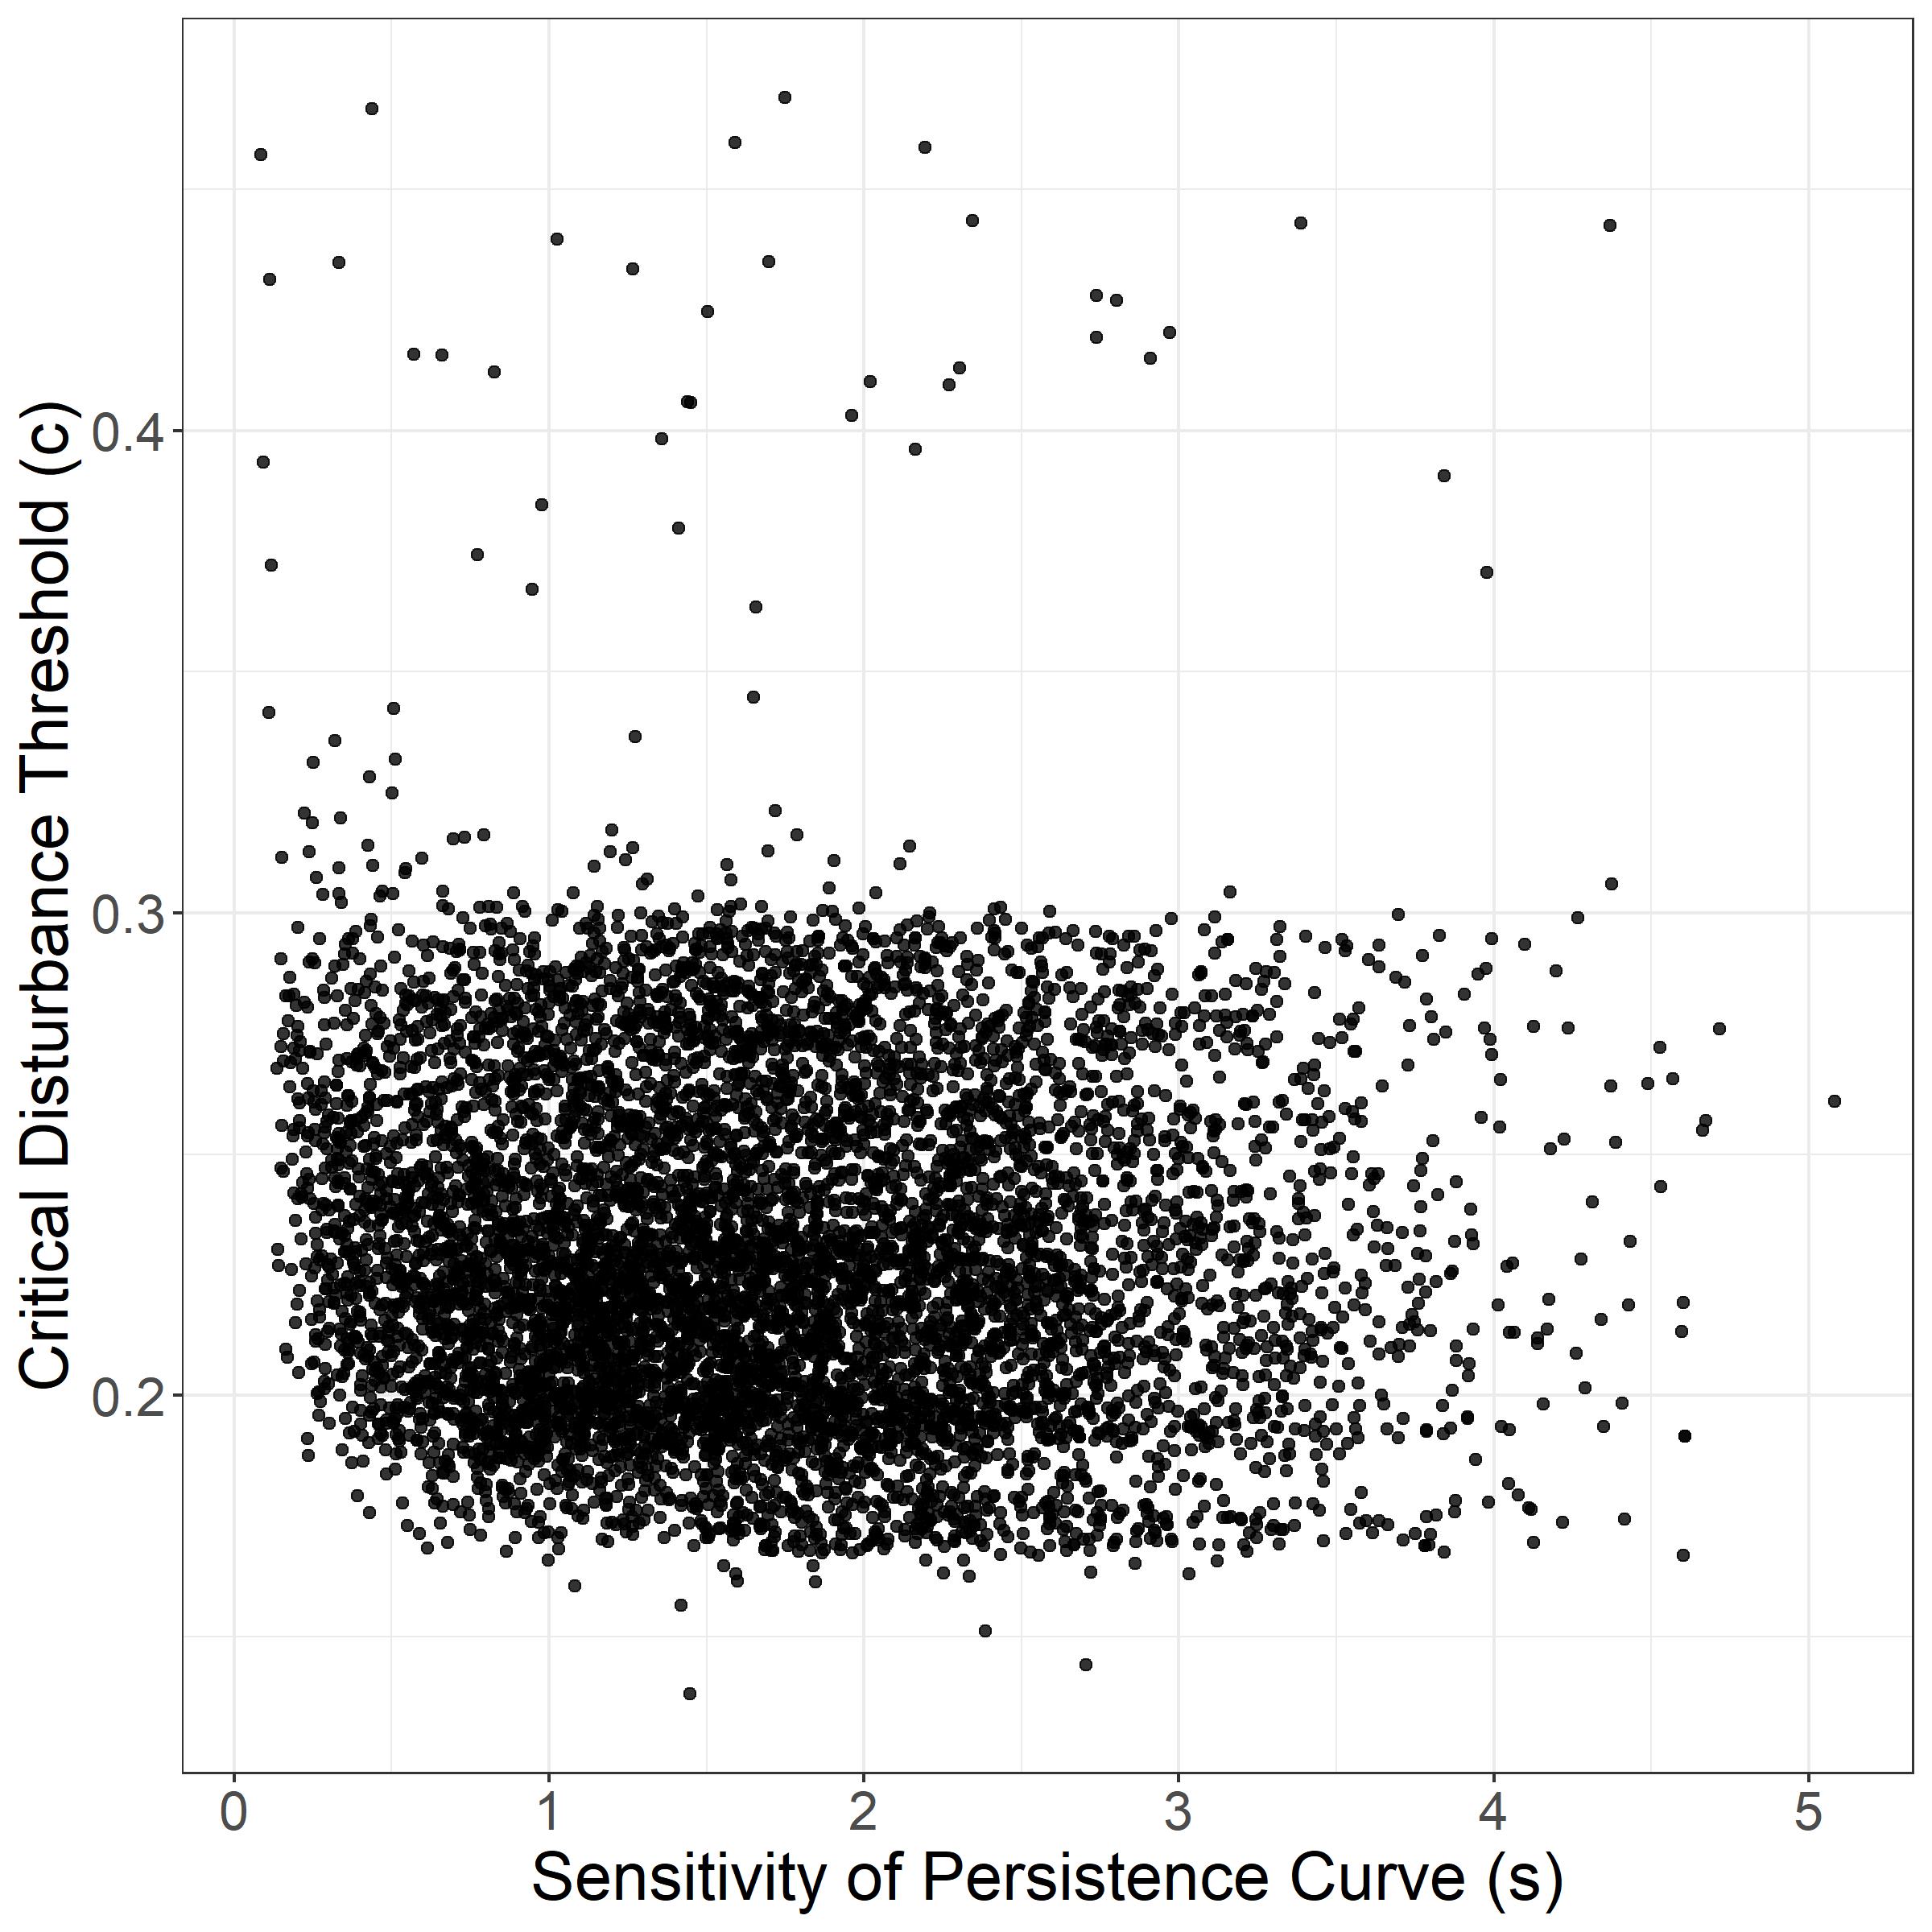 Critical Disturbance Threshold (c)
0.4
0.3
0.2
0 1 2 3 4 5
Sensitivity of Persistence Curve (s)